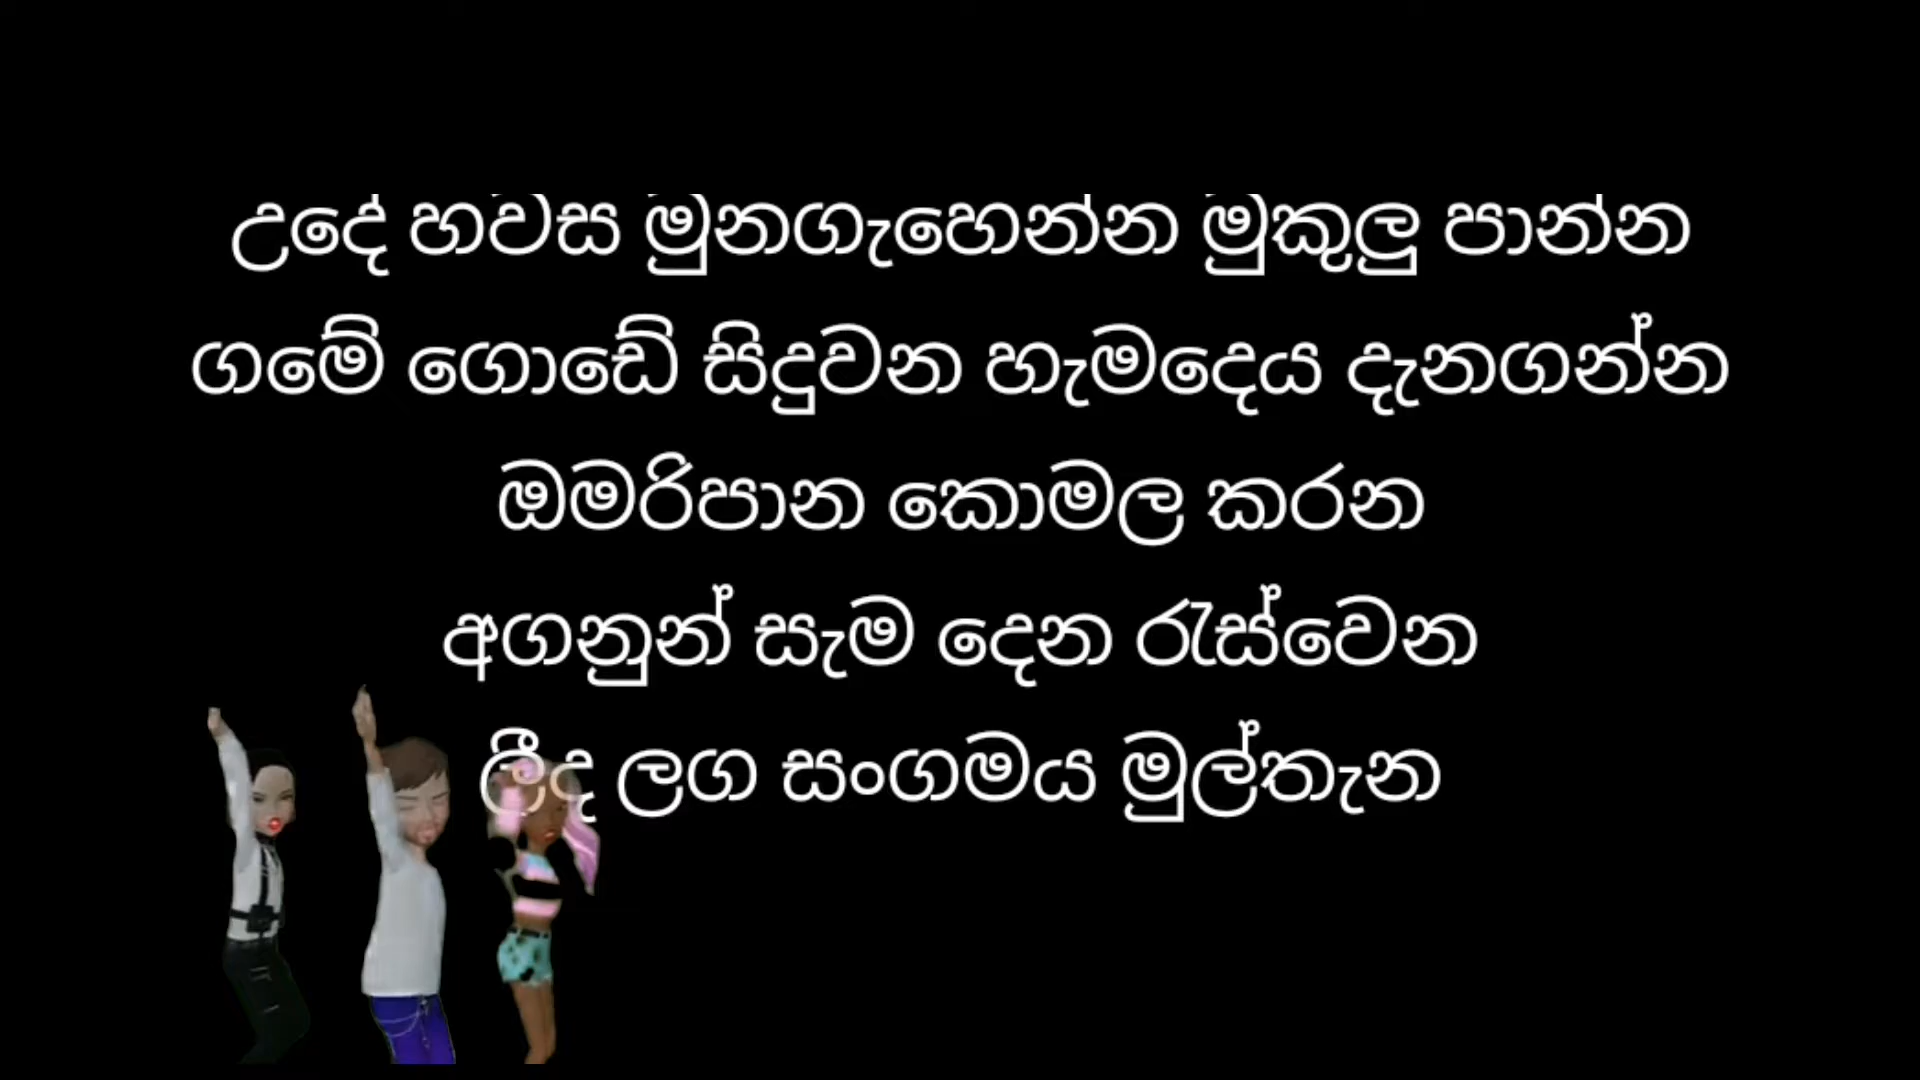 උදේ හවස මුනගැහෙන්න මුකුලු පාන්න
ගමේ ගොඩේ සිදුවන හැමදෙය දැනගන්න
ඔමරිපාන කොමල කරන
අගනුන් සැම දෙන රැස්වෙන
ලීද ලග සංගමය මුල්තැන